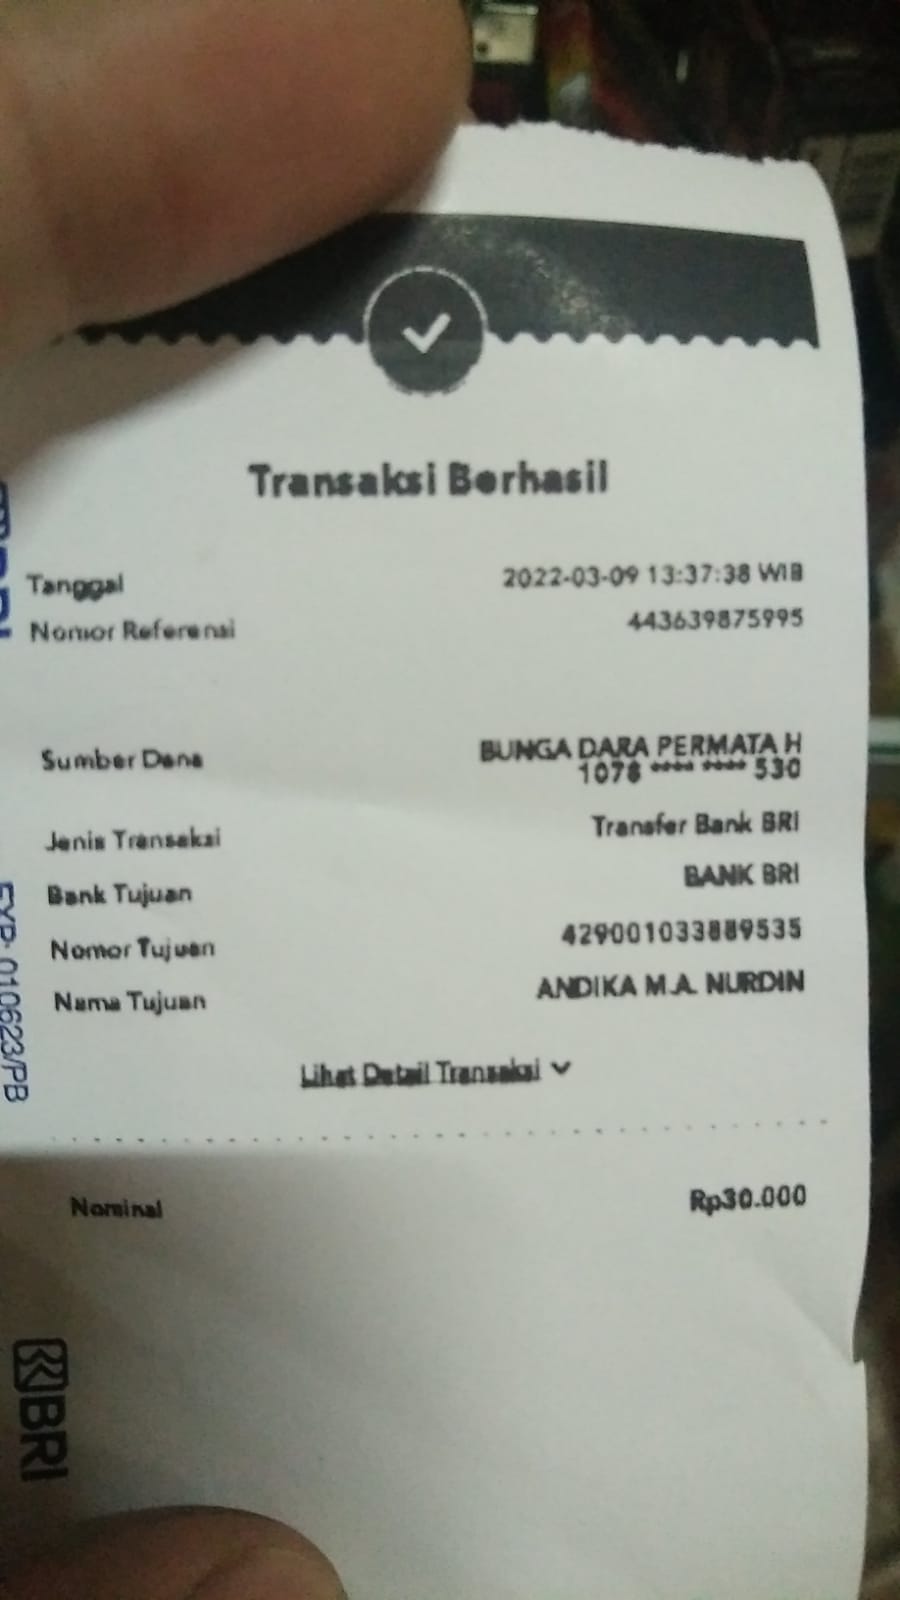 Transaksi Berhasil
Tanggal 2022-03-09 13:37:38 WIB
Nomor Referensi 443639875995
Sumber Dana BUNGA DARA PERMATA H
1078 **** **** 530
Jenis Transaksi Transfer Bank BRI
Bank Tujuan BANK BRI
Nomor Tujuan 429001033889535
Nama Tujuan ANDIKA M.A. NURDIN
Lihat Detail Transaksi
Nominal Rp30.000
EXP. 010623/PB
BRI